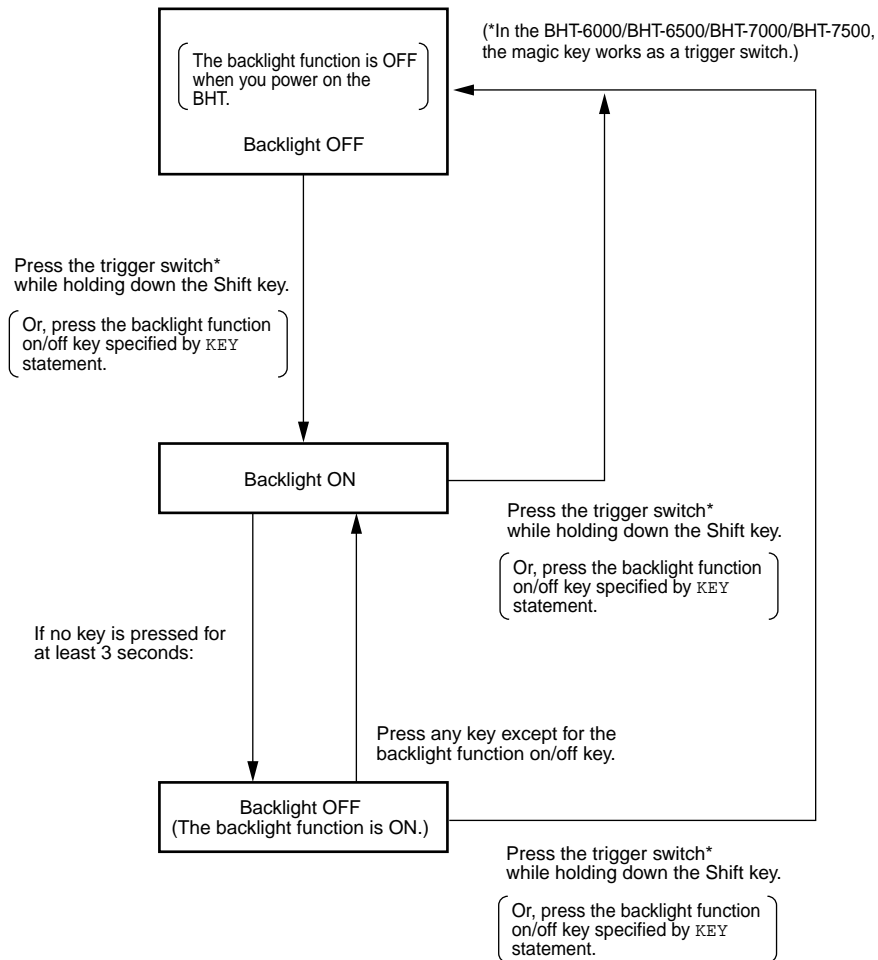 (*In the BHT-6000/BHT-6500/BHT-7000/BHT-7500,
the magic key works as a trigger switch.)
The backlight function is OFF
when you power on the
BHT.
Backlight OFF
Press the trigger switch*
while holding down the Shift key.
Or, press the backlight function
on/off key specified by KEY
statement.
Backlight ON
Press the trigger switch*
while holding down the Shift key.
Or, press the backlight function
on/off key specified by KEY
statement.
If no key is pressed for
at least 3 seconds:
Press any key except for the
backlight function on/off key.
Backlight OFF
(The backlight function is ON.)
Press the trigger switch*
while holding down the Shift key.
Or, press the backlight function
on/off key specified by KEY
statement.